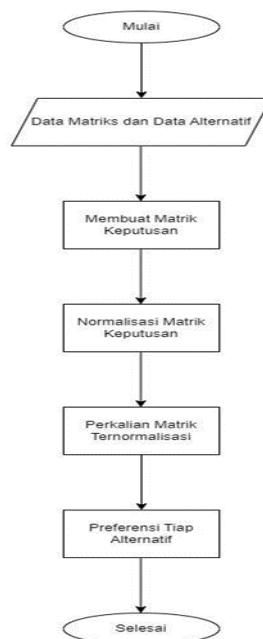 Mulai
Data Matriks dan Data Alternatif
Membuat Matrik
Keputusan
Normalisasi Matrik
Keputusan
Perkalian Matrik
Ternormalisasi
Preferensi Tiap
Alternatif
Selesai